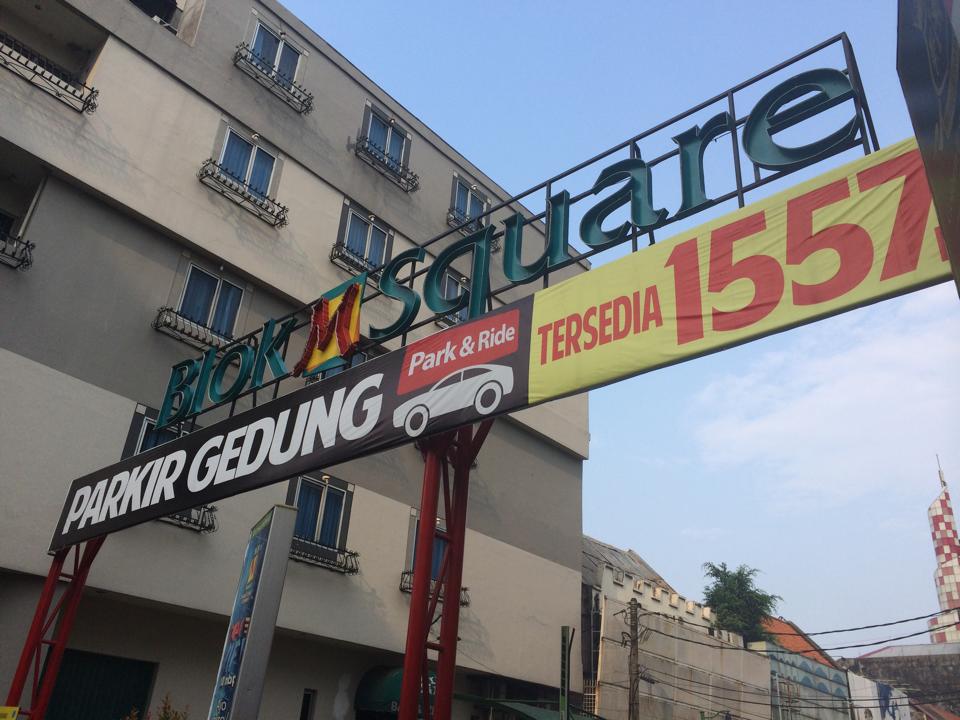 Blok M square
PARKIR GEDUNG
Park & Ride
TERSEDIA 1557